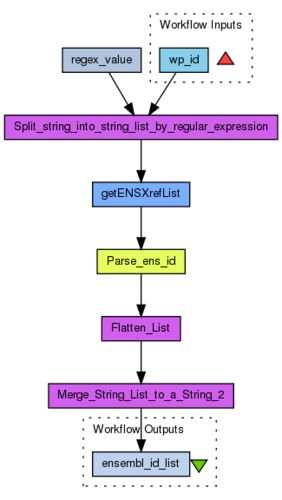 Workflow Inputs
regex_value
wp_id
Split_string_into_string_list_by_regular_expression
getENSXrefList
Parse_ens_id
Flatten_List
Merge_String_List_to_a_String_2
Workflow Outputs
ensembl_id_list